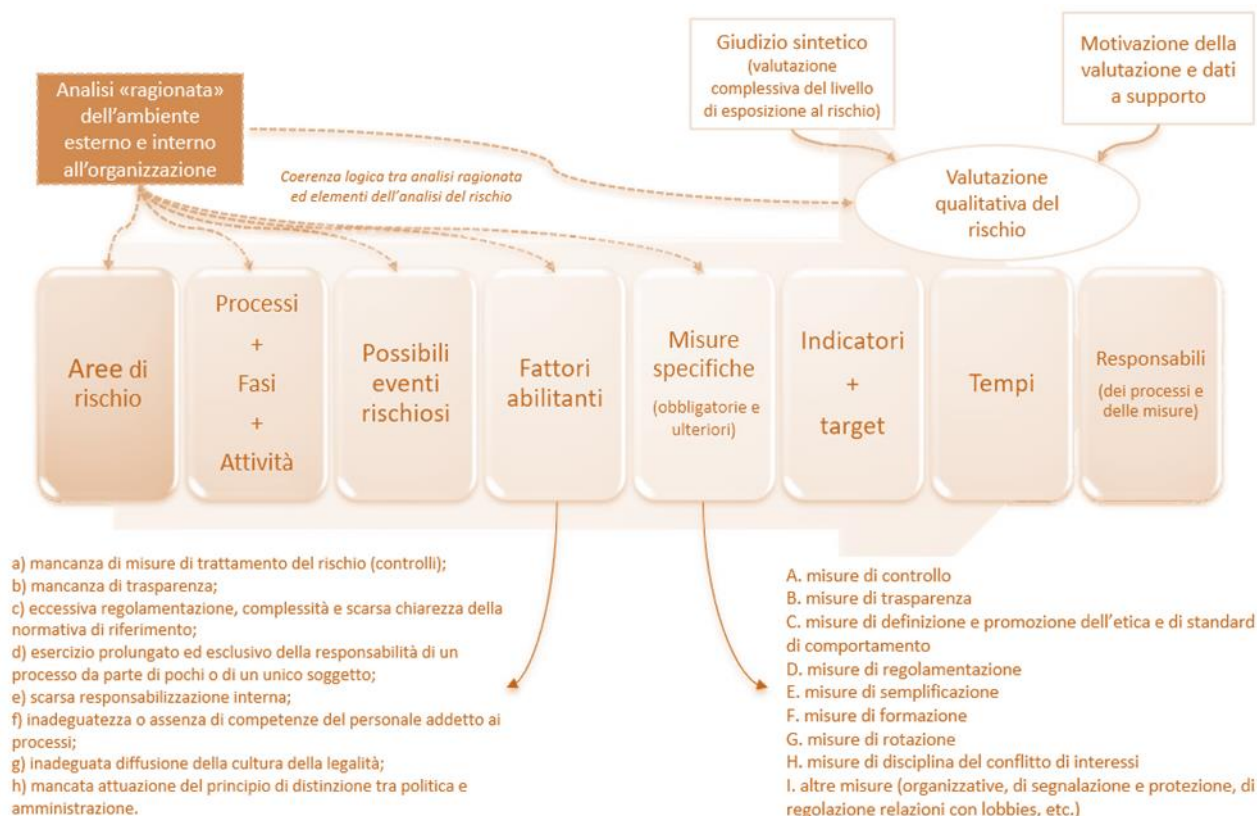 Analisi «ragionata»
dell'ambiente
esterno e interno
all'organizzazione
Giudizio sintetico
(valutazione
complessiva del livello
di esposizione al rischio)
Motivazione della
valutazione e dati
a supporto
Coerenza logica tra analisi ragionata
ed elementi dell'analisi del rischio
Valutazione
qualitativa del
rischio
Aree di
rischio
Processi
+
Fasi
+
Attività
Possibili
eventi
rischiosi
Fattori
abilitanti
Misure
specifiche
(obbligatorie e
ulteriori)
Indicatori
+
target
Tempi
Responsabili
(dei processi e
delle misure)
a) mancanza di misure di trattamento del rischio (controlli);
b) mancanza di trasparenza;
c) eccessiva regolamentazione, complessità e scarsa chiarezza della
normativa di riferimento;
d) esercizio prolungato ed esclusivo della responsabilità di un
processo da parte di pochi o di un unico soggetto;
e) scarsa responsabilizzazione interna;
f) inadeguatezza o assenza di competenze del personale addetto ai
processi;
g) inadeguata diffusione della cultura della legalità;
h) mancata attuazione del principio di distinzione tra politica e
amministrazione.
A. misure di controllo
B. misure di trasparenza
C. misure di definizione e promozione dell'etica e di standard
di comportamento
D. misure di regolamentazione
E. misure di semplificazione
F. misure di formazione
G. misure di rotazione
H. misure di disciplina del conflitto di interessi
I. altre misure (organizzative, di segnalazione e protezione, di
regolazione relazioni con lobbies, etc.)